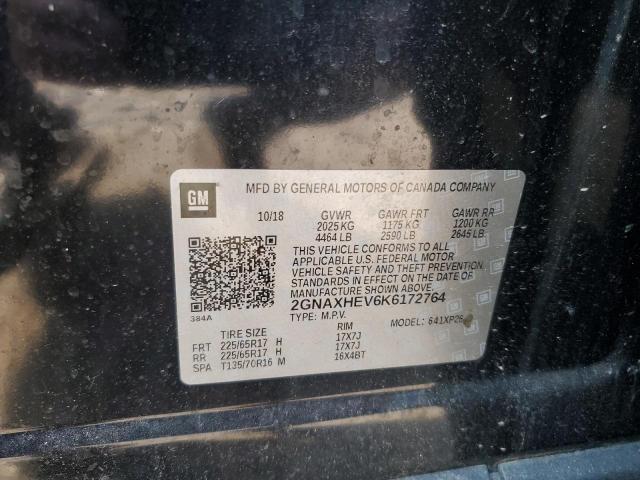 GM
MFD BY GENERAL MOTORS OF CANADA COMPANY
10/18 GVWR GAWR FRT GAWR RR
2025 KG 1175 KG 1200 KG
4464 LB 2590 LB 2645 LB
THIS VEHICLE CONFORMS TO ALL
APPLICABLE U.S. FEDERAL MOTOR
VEHICLE SAFETY AND THEFT PREVENTION
STANDARDS IN EFFECT ON THE DATE OF
MANUFACTURE SHOWN ABOVE.
2GNAXHEV6K6172764
384A
TYPE: M.P.V. MODEL: 641XP26
TIRE SIZE RIM
FRT 225/65R17 H 17X7J
RR 225/65R17 H 17X7J
SPA T135/70R16 M 16X4BT